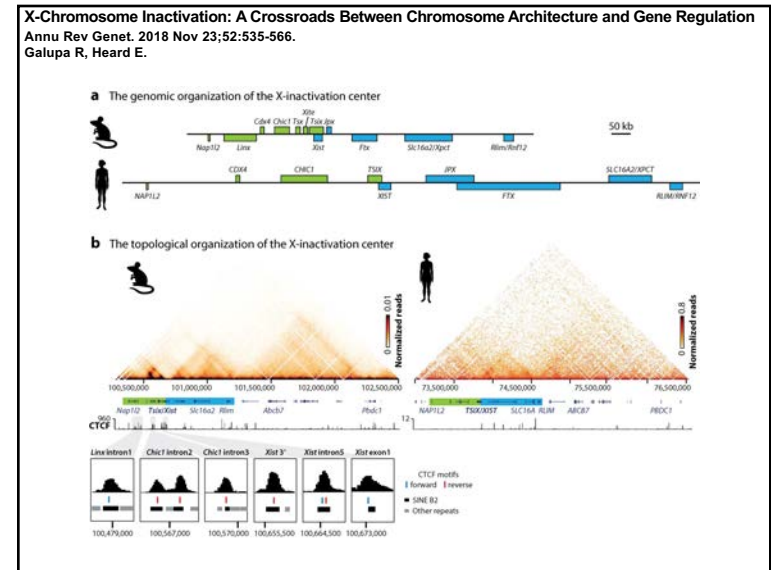 X-Chromosome Inactivation: A Crossroads Between Chromosome Architecture and Gene Regulation
Annu Rev Genet. 2018 Nov 23;52:535-566.
Galupa R, Heard E.
a The genomic organization of the X-inactivation center
Xite
Cdx4 Chic1 Tsx Tsix Jpx
50 kb
Nap1l2 Linx Xist Ftx Slc16a2/Xpct Rlim/Rnf12
CDX4 CHIC1 TSIX JPX SLC16A2/XPCT
NAP1L2 XIST FTX RLIM/RNF12
b The topological organization of the X-inactivation center
0 0.01
Normalized reads
0 0.8
Normalized reads
100,500,000 101,000,000 101,500,000 102,000,000 102,500,000
73,500,000 74,500,000 75,500,000 76,500,000
Nap1l2 Tsix/Xist Slc16a2 Rlim Abcb7 Pbdc1
NAP1L2 TSIX/XIST SLC16A RLIM ABCB7 PBDC1
960
CTCF
12
Linx intron1 Chic1 intron2 Chic1 intron3 Xist 3' Xist intron5 Xist exon1
CTCF motifs
forward reverse
SINE B2
Other repeats
100,479,000 100,567,000 100,570,000 100,655,500 100,664,500 100,673,000